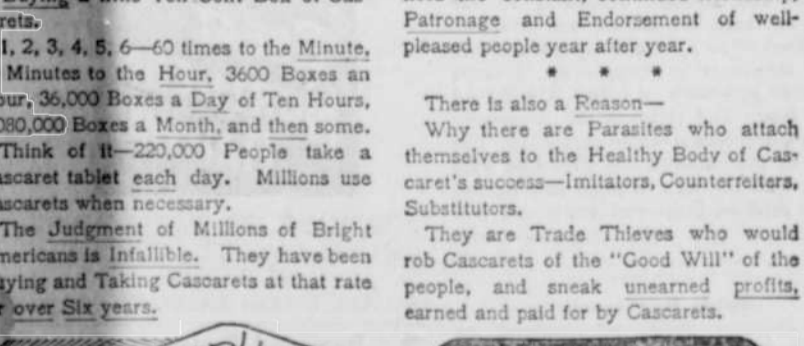 a
rets.
1, 2, 3, 4, 5, 6—60 times to the Minute,
Minutes to the Hour, 3600 Boxes an
our, 36,000 Boxes a Day of Ten Hours,
080,000 Boxes a Month, and then some.
Think of it—220,000 People take a
ascaret tablet each day. Millions use
ascarets when necessary.
The Judgment of Millions of Bright
mericans is Infallible. They have been
uying and Taking Cascarets at that rate
r over Six years.
Patronage and Endorsement of well-
pleased people year after year.
* * *
There is also a Reason—
Why there are Parasites who attach
themselves to the Healthy Body of Cas-
caret's success—Imitators, Counterfeiters,
Substitutors.
They are Trade Thieves who would
rob Cascarets of the "Good Will" of the
people, and sneak unearned profits,
earned and paid for by Cascarets.